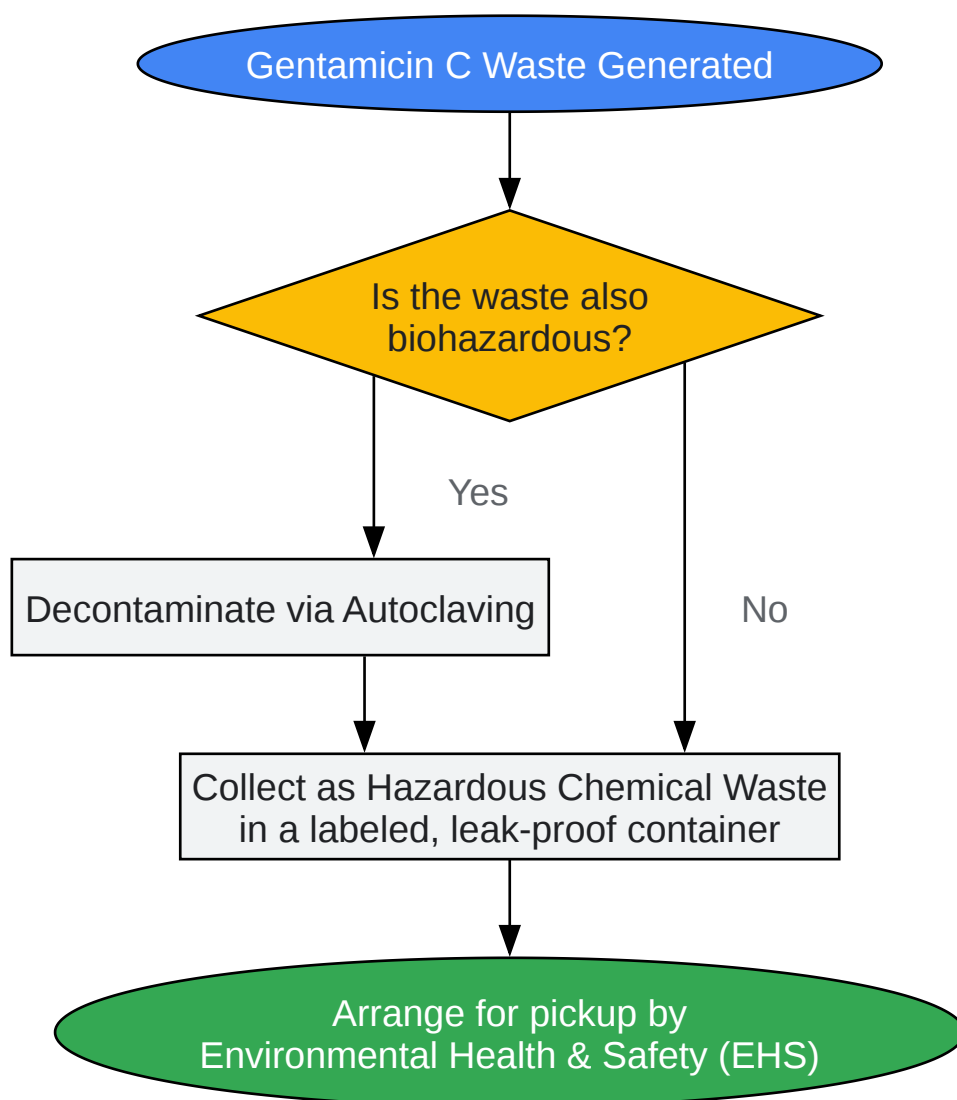 Gentamicin C Waste Generated
Is the waste also
biohazardous?
Yes
Decontaminate via Autoclaving
No
Collect as Hazardous Chemical Waste
in a labeled, leak-proof container
Arrange for pickup by
Environmental Health & Safety (EHS)